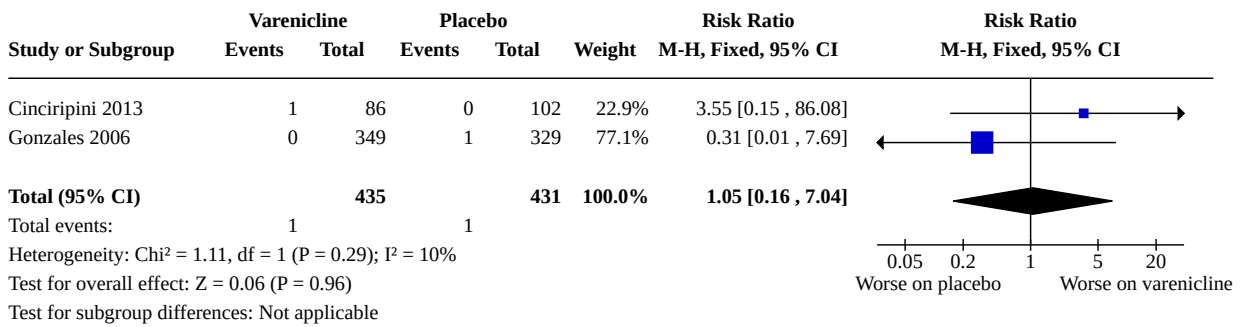 Varenicline Placebo Risk Ratio Risk Ratio
Study or Subgroup Events Total Events Total Weight M-H, Fixed, 95% CI M-H, Fixed, 95% CI
Cinciripini 2013 1 86 0 102 22.9% 3.55 [0.15 , 86.08]
Gonzales 2006 0 349 1 329 77.1% 0.31 [0.01 , 7.69]
Total (95% CI) 435 431 100.0% 1.05 [0.16 , 7.04]
Total events: 1 1
Heterogeneity: Chi² = 1.11, df = 1 (P = 0.29); I² = 10%
0.05 0.2 1 5 20
Test for overall effect: Z = 0.06 (P = 0.96)
Worse on placebo Worse on varenicline
Test for subgroup differences: Not applicable